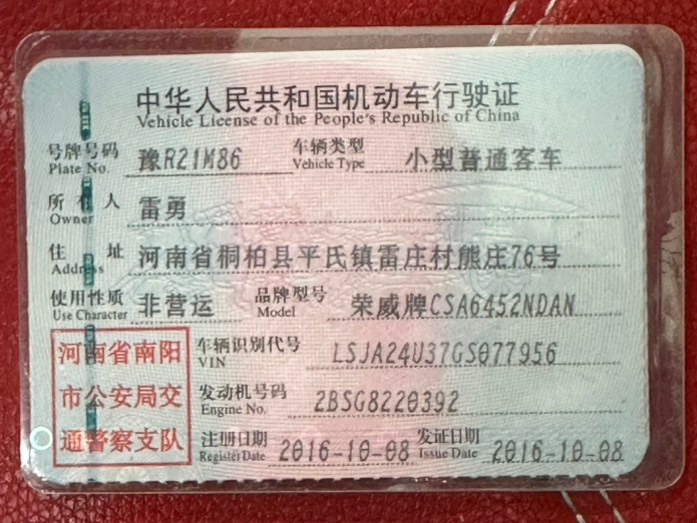 中华人民共和国机动车行驶证
Vehicle License of the People's Republic of China
号牌号码 豫R21M86 车辆类型 小型普通客车
Plate No. Vehicle Type
所有人 雷勇
Owner
住址 河南省桐柏县平氏镇雷庄村熊庄76号
Address
使用性质 非营运 品牌型号 荣威牌CSA6452NDAN
Use Character Model
河南省南阳 车辆识别代号 LSJA24U37GS077956
VIN
市公安局交 发动机号码 2BSG8220392
Engine No.
通警察支队 注册日期 2016-10-08 发证日期 2016-10-08
Register Date Issue Date